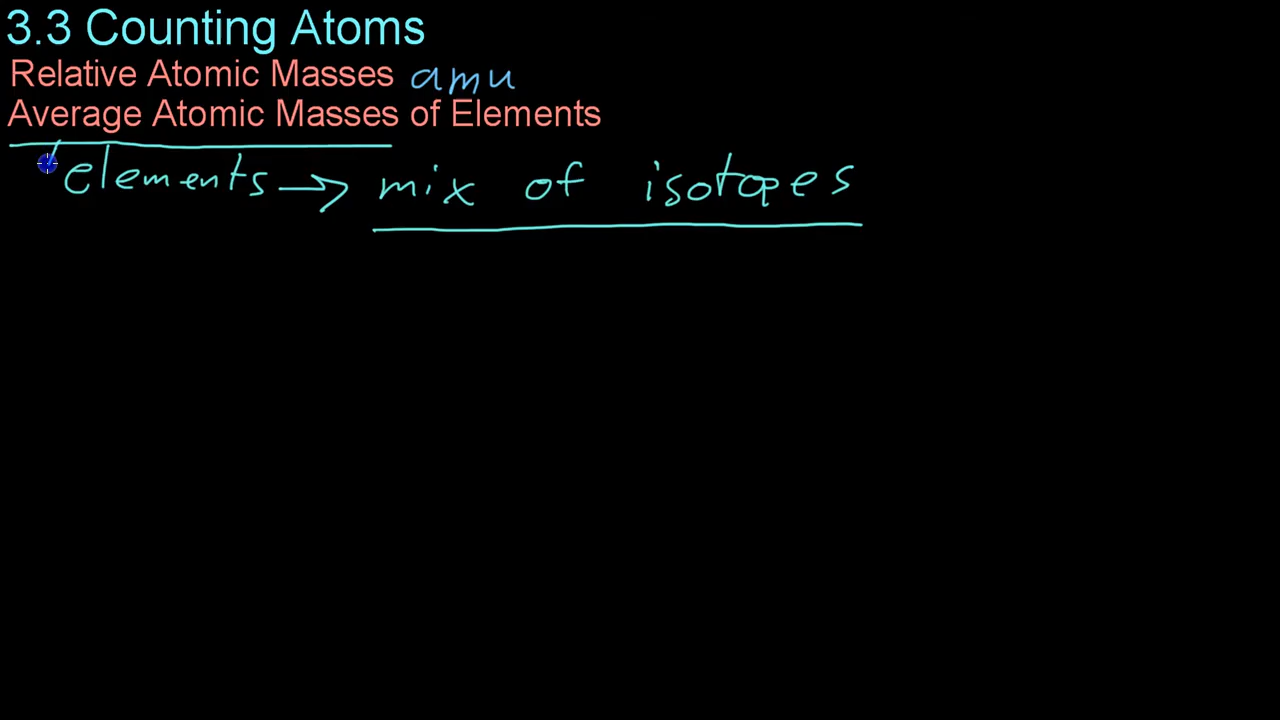 3.3 Counting Atoms
Relative Atomic Masses amu
Average Atomic Masses of Elements
elements → mix of isotopes